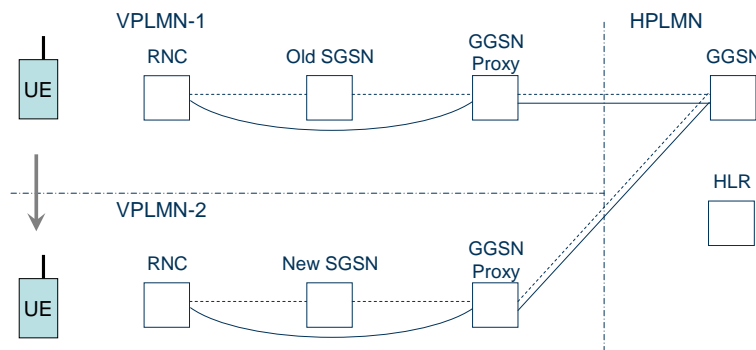 VPLMN-1
HPLMN
RNC
Old SGSN
GGSN
Proxy
GGSN
UE
HLR
VPLMN-2
RNC
New SGSN
GGSN
Proxy
UE